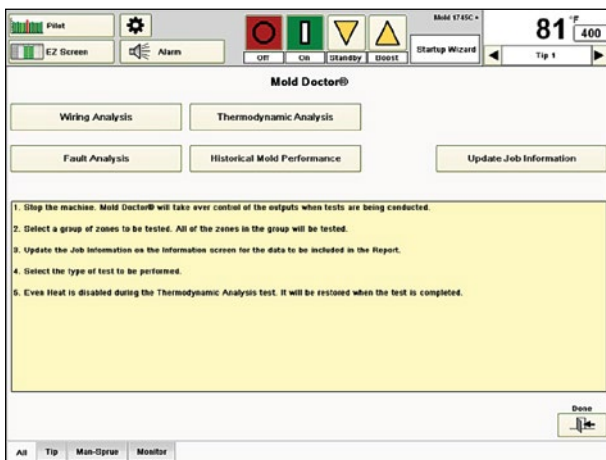 Pilot
EZ Screen
Alarm
Off
On
Standby
Boost
Mold 1745C
Startup Wizard
81 °F
400
Tip 1
Mold Doctor®
Wiring Analysis
Thermodynamic Analysis
Fault Analysis
Historical Mold Performance
Update Job Information
1. Stop the machine. Mold Doctor® will take over control of the outputs when tests are being conducted.
2. Select a group of zones to be tested. All of the zones in the group will be tested.
3. Update the Job Information on the Information screen for the data to be included in the Report.
4. Select the type of test to be performed.
5. Even Heat is disabled during the Thermodynamic Analysis test. It will be restored when the test is completed.
Done
All
Tip
Man-Sprue
Monitor